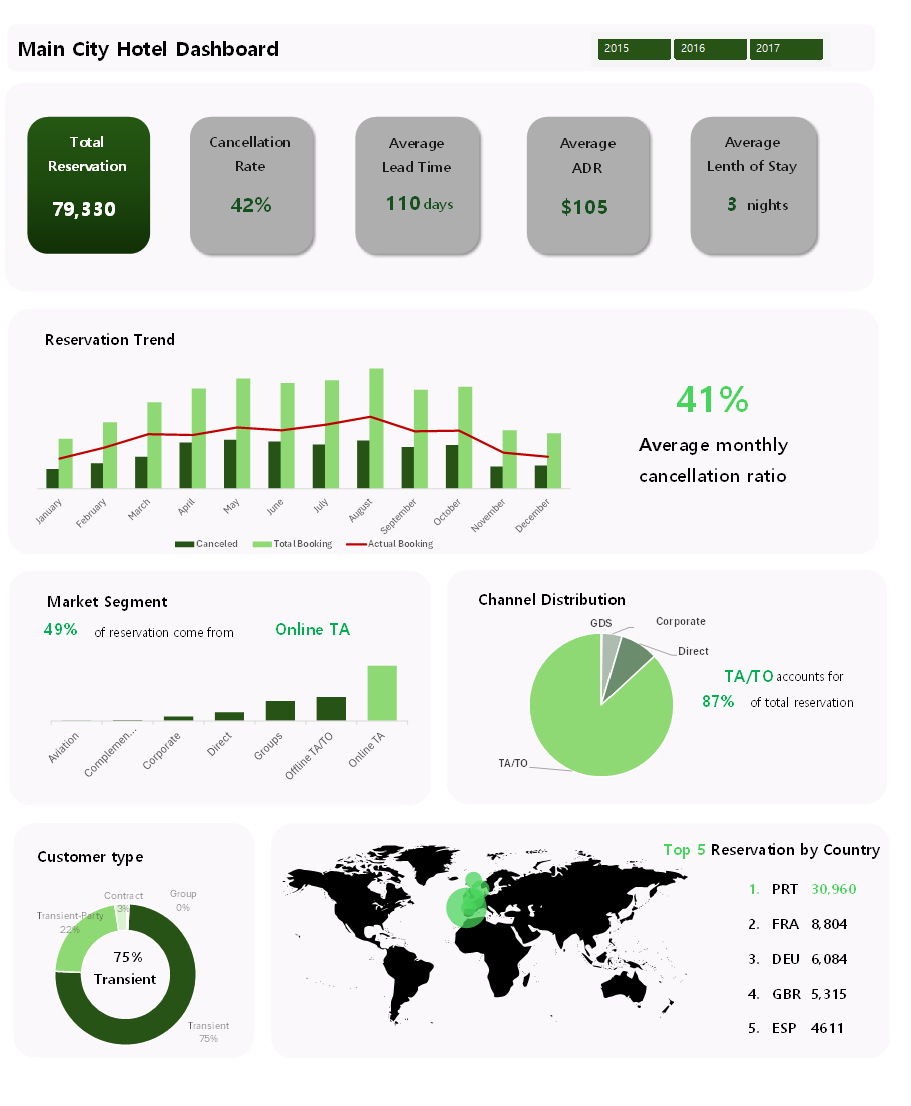 Main City Hotel Dashboard
2015 2016 2017
Total
Reservation
79,330
Cancellation
Rate
42%
Average
Lead Time
110 days
Average
ADR
$105
Average
Lenth of Stay
3 nights
Reservation Trend
41%
Average monthly
cancellation ratio
January February March April May June July August September October November December
Canceled Total Booking Actual Booking
Market Segment
49% of reservation come from Online TA
Aviation Complemen... Corporate Direct Groups Offline TA/TO Online TA
Channel Distribution
GDS Corporate
Direct
TA/TO accounts for
87% of total reservation
TA/TO
Customer type
Contract
3%
Group
0%
Transient-Party
22%
75%
Transient
Transient
75%
Top 5 Reservation by Country
1. PRT 30,960
2. FRA 8,804
3. DEU 6,084
4. GBR 5,315
5. ESP 4611